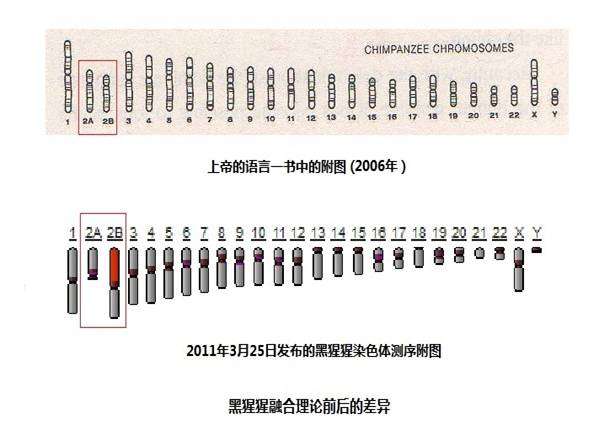 CHIMPANZEE CHROMOSOMES
1 2A 2B 3 4 5 6 7 8 9 10 11 12 13 14 15 16 17 18 19 20 21 22 X Y
上帝的语言一书中的附图 (2006年 )
1 2A 2B 3 4 5 6 7 8 9 10 11 12 13 14 15 16 17 18 19 20 21 22 X Y
2011年3月25日发布的黑猩猩染色体测序附图
黑猩猩融合理论前后的差异